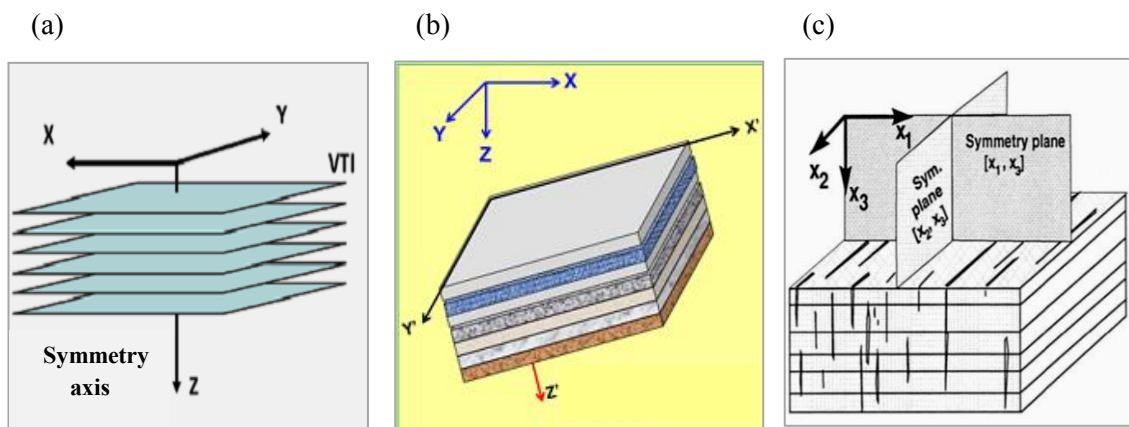 (a)
(b)
(c)
X
Y
VTI
Symmetry
axis
Z
X
Y
Z
X'
Y'
Z'
x₁
x₂
x₃
Symmetry plane
[x₁, x₃]
Sym.
plane
[x₂, x₃]